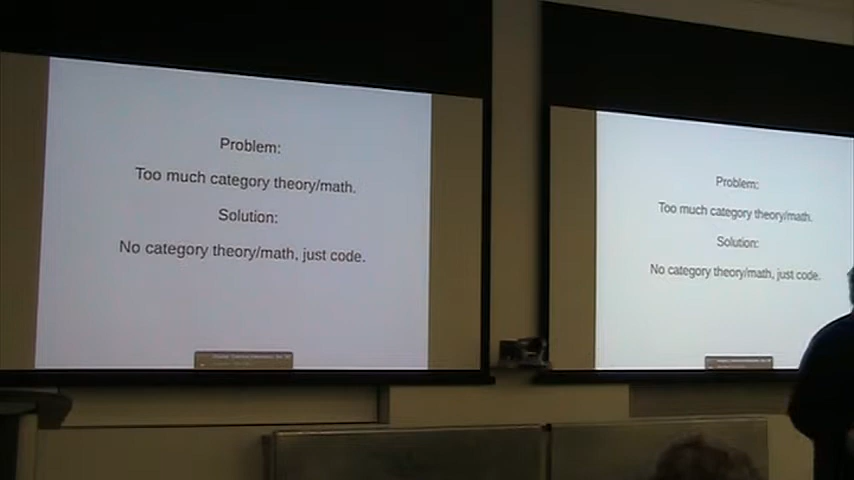 Problem:
Too much category theory/math.
Solution:
No category theory/math, just code.
Problem:
Too much category theory/math.
Solution:
No category theory/math, just code.